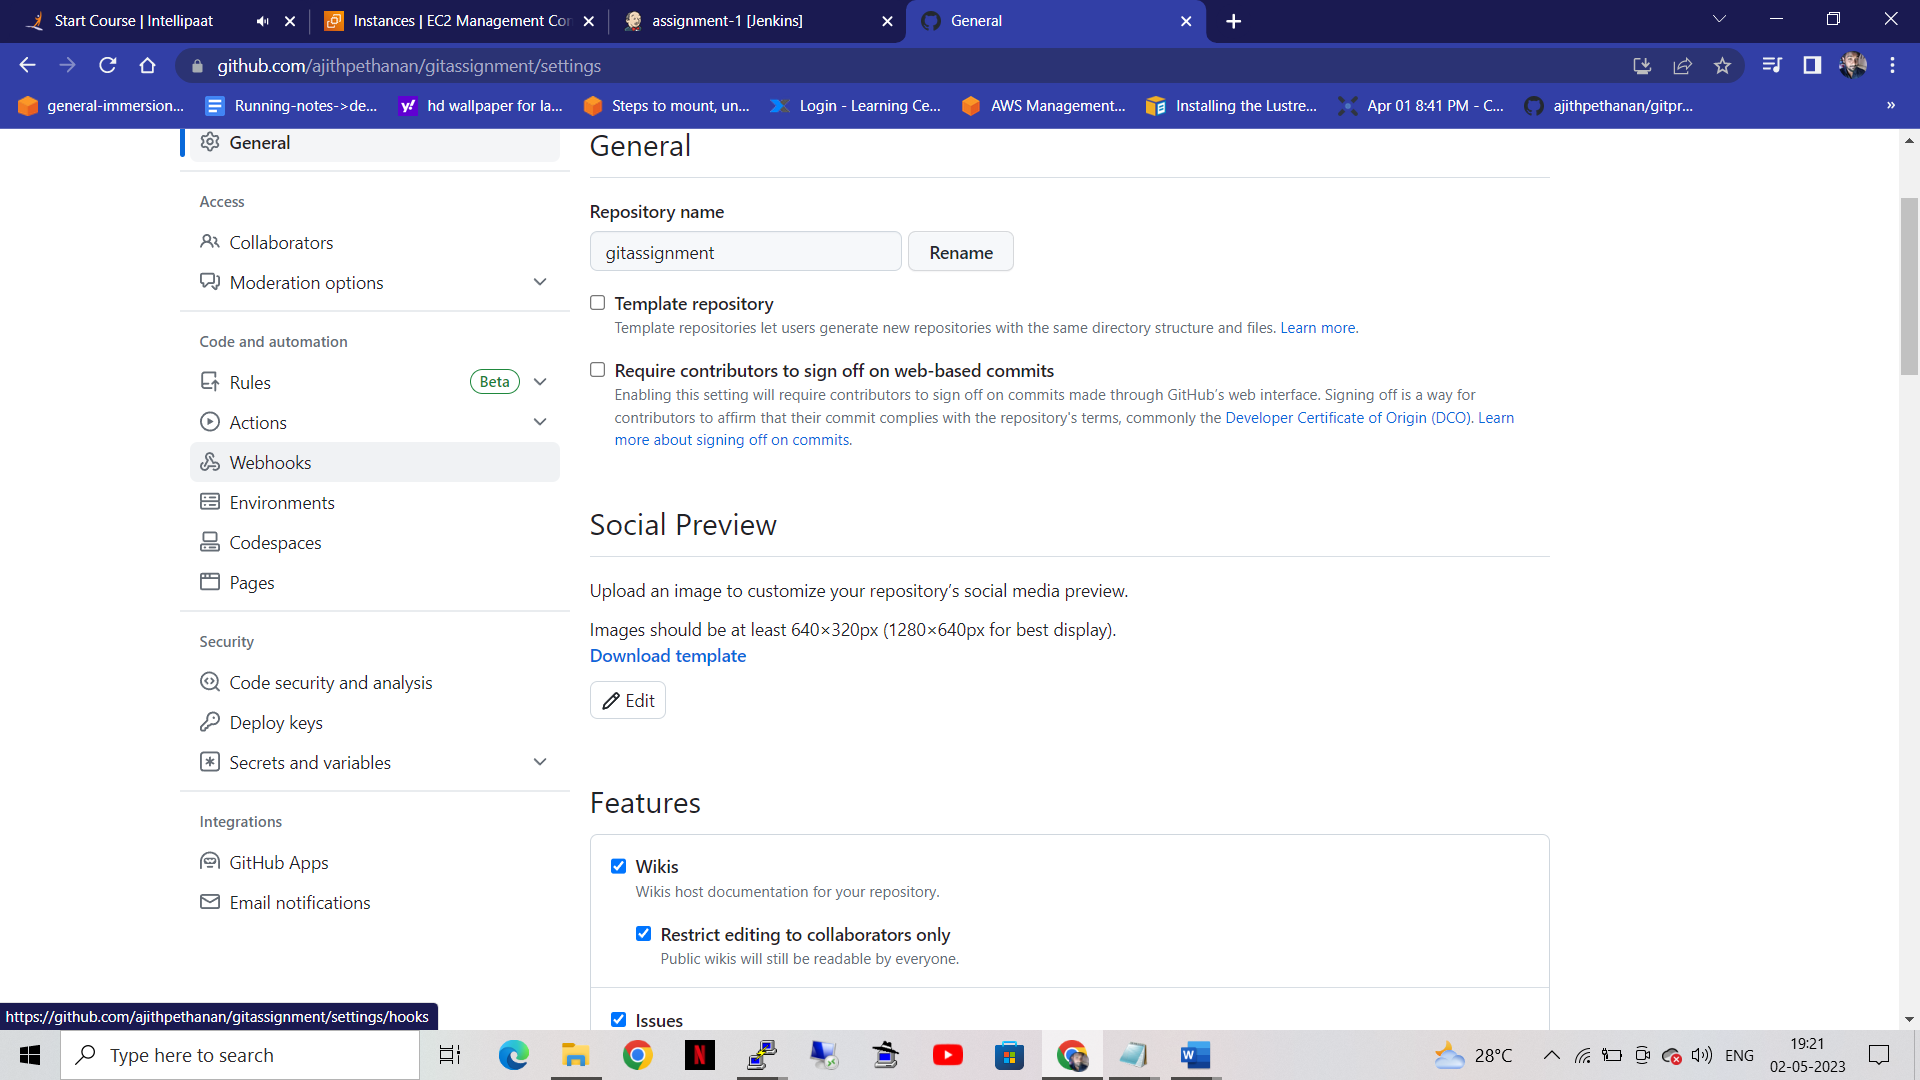 Start Course | Intellipaat
Instances | EC2 Management Con
assignment-1 [Jenkins]
General
github.com/ajithpethanan/gitassignment/settings
general-immersion...
Running-notes->de...
hd wallpaper for la...
Steps to mount, un...
Login - Learning Ce...
AWS Management...
Installing the Lustre...
Apr 01 8:41 PM - C...
ajithpethanan/gitpr...
»
General
Access
Collaborators
Moderation options
Code and automation
Rules
Beta
Actions
Webhooks
Environments
Codespaces
Pages
Security
Code security and analysis
Deploy keys
Secrets and variables
Integrations
GitHub Apps
Email notifications
General
Repository name
gitassignment
Rename
Template repository
Template repositories let users generate new repositories with the same directory structure and files. Learn more.
Require contributors to sign off on web-based commits
Enabling this setting will require contributors to sign off on commits made through GitHub’s web interface. Signing off is a way for
contributors to affirm that their commit complies with the repository's terms, commonly the Developer Certificate of Origin (DCO). Learn
more about signing off on commits.
Social Preview
Upload an image to customize your repository’s social media preview.
Images should be at least 640×320px (1280×640px for best display).
Download template
Edit
Features
Wikis
Wikis host documentation for your repository.
Restrict editing to collaborators only
Public wikis will still be readable by everyone.
Issues
https://github.com/ajithpethanan/gitassignment/settings/hooks
Type here to search
28°C
ENG
19:21
02-05-2023